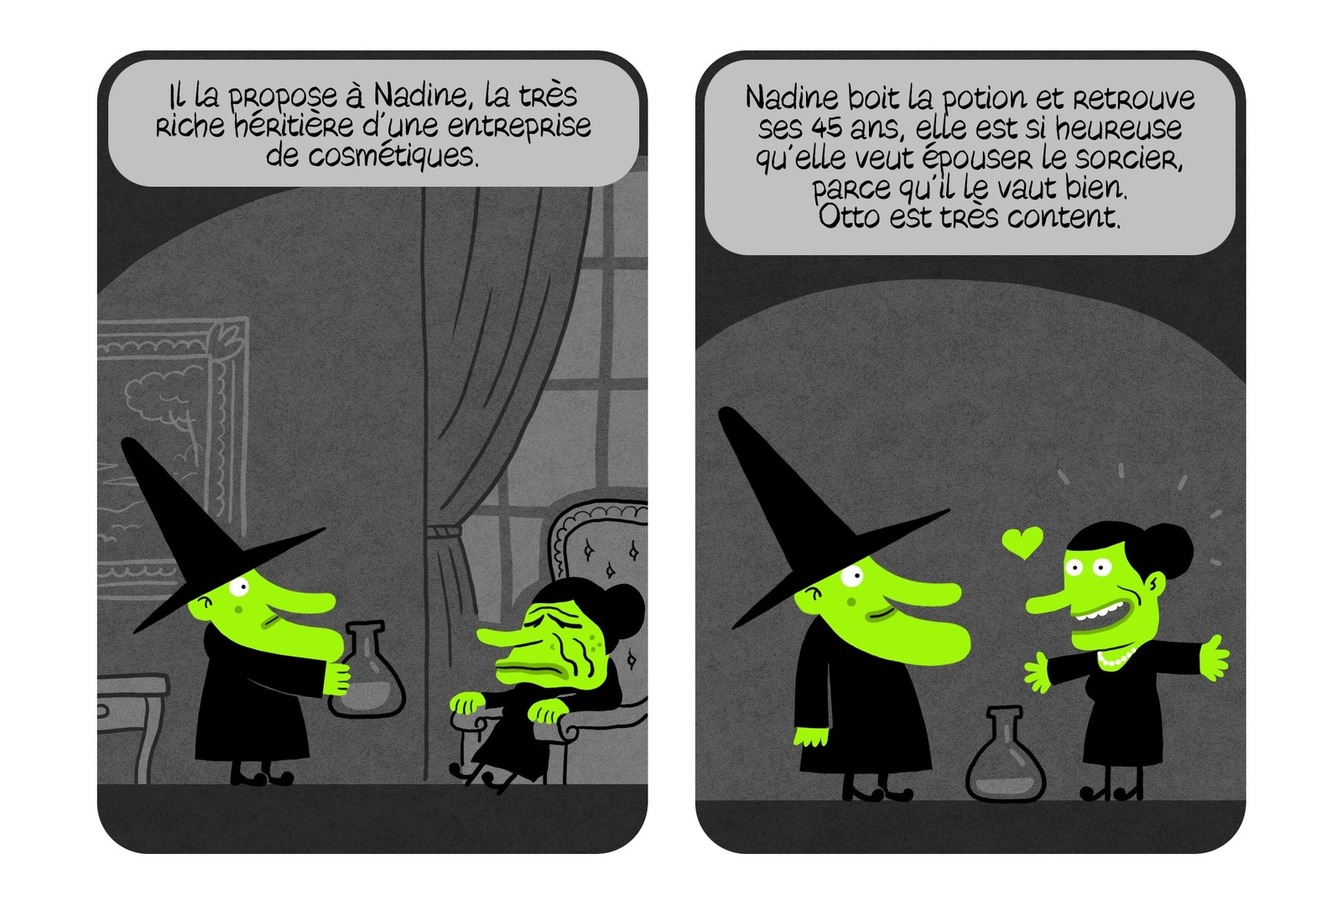 Il la propose à Nadine, la très
riche héritière d'une entreprise
de cosmétiques.
Nadine boit la potion et retrouve
ses 45 ans, elle est si heureuse
qu'elle veut épouser le sorcier,
parce qu'il le vaut bien.
Otto est très content.